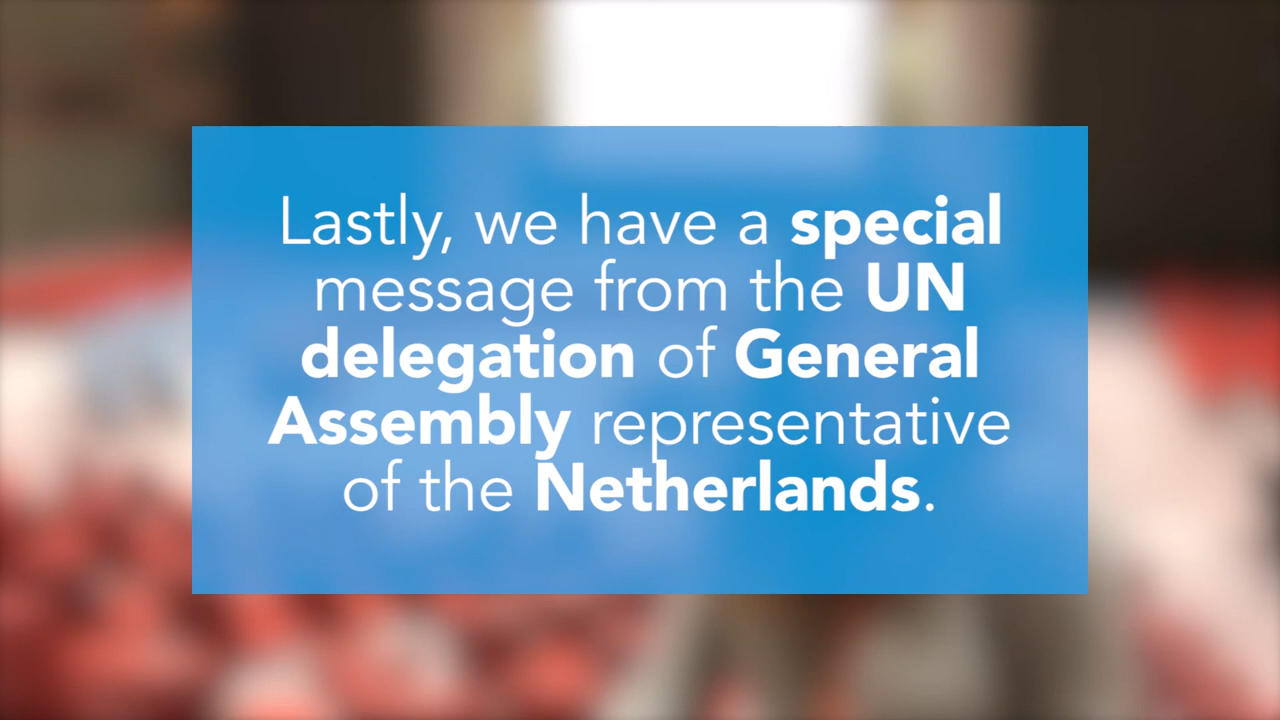 Lastly, we have a special
message from the UN
delegation of General
Assembly representative
of the Netherlands.